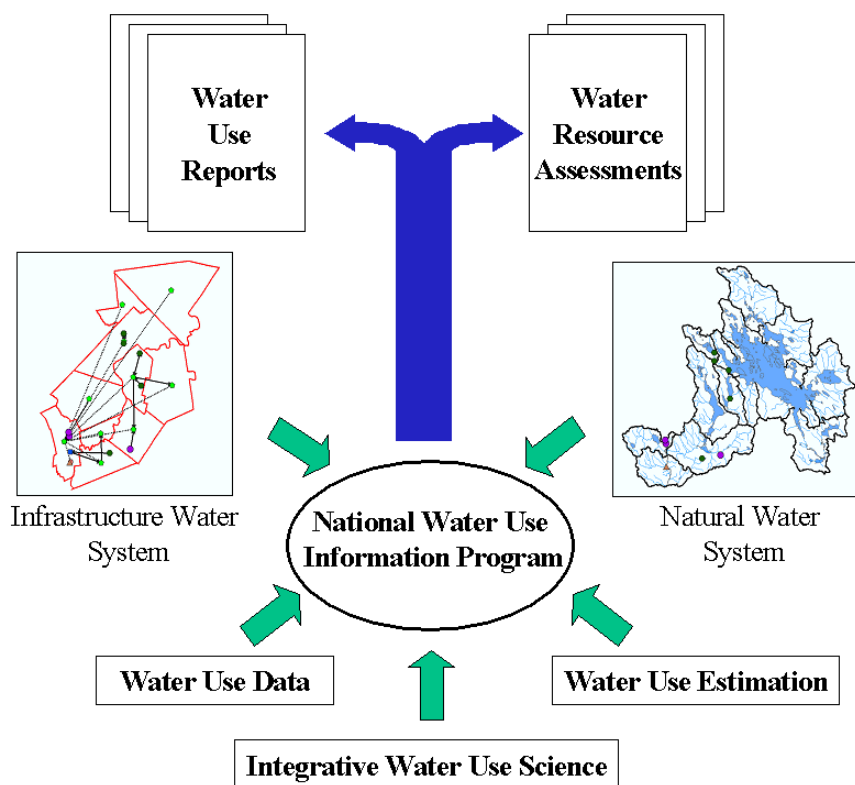 Water
Use
Reports
Water
Resource
Assessments
Infrastructure Water
System
National Water Use
Information Program
Natural Water
System
Water Use Data
Water Use Estimation
Integrative Water Use Science